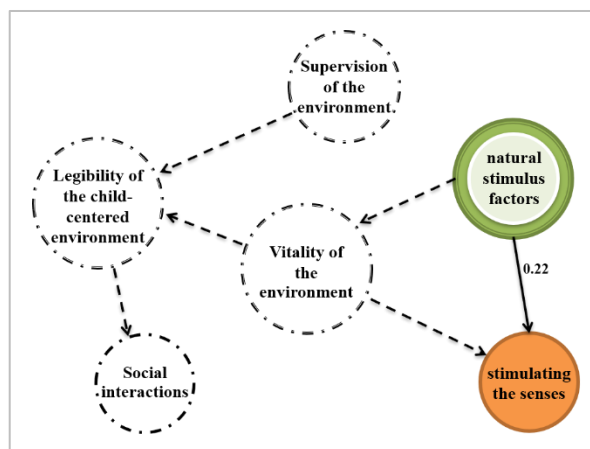 Supervision
of the
environment
natural
stimulus
factors
Legibility of
the child-
centered
environment
Vitality of
the
environment
0.22
Social
interactions
stimulating
the senses